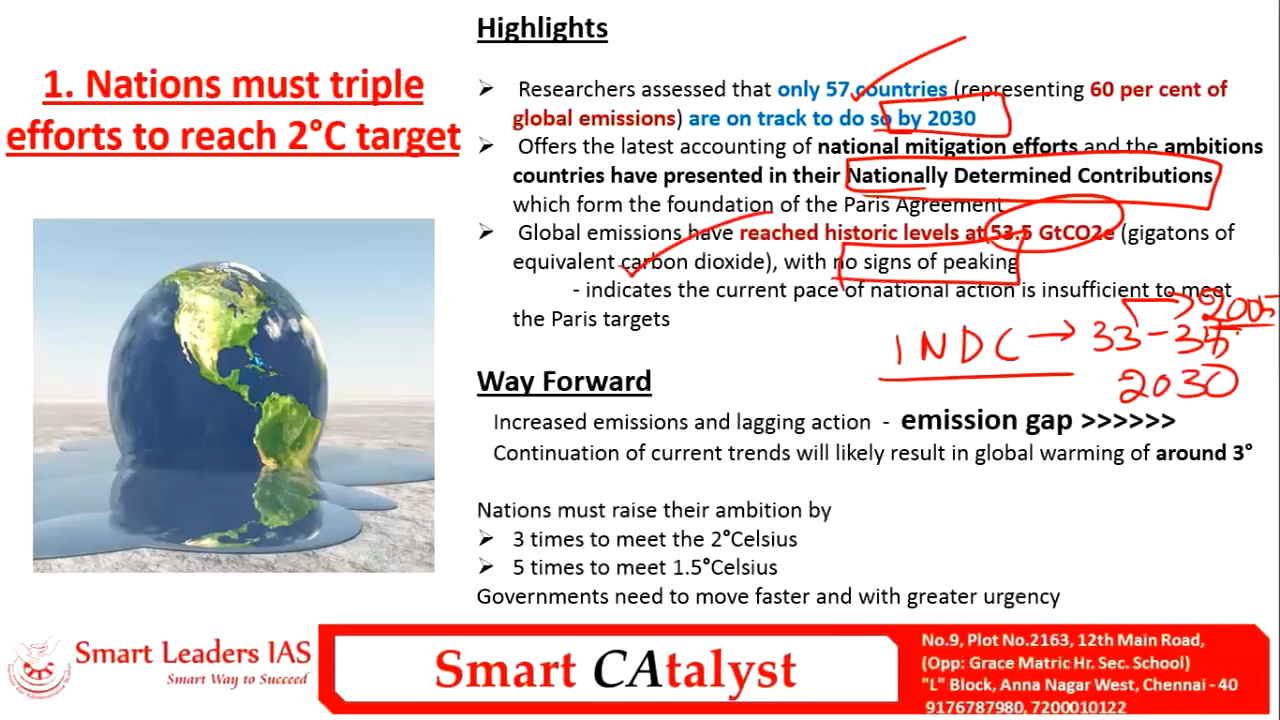 1. Nations must triple
efforts to reach 2°C target
Highlights
➢ Researchers assessed that only 57 countries (representing 60 per cent of
global emissions) are on track to do so by 2030
➢ Offers the latest accounting of national mitigation efforts and the ambitions
countries have presented in their Nationally Determined Contributions
which form the foundation of the Paris Agreement
➢ Global emissions have reached historic levels at 53.5 GtCO2e (gigatons of
equivalent carbon dioxide), with no signs of peaking
- indicates the current pace of national action is insufficient to meet
the Paris targets
2005
INDC → 33-35
2030
Way Forward
Increased emissions and lagging action - emission gap >>>>>>
Continuation of current trends will likely result in global warming of around 3°
Nations must raise their ambition by
➢ 3 times to meet the 2°Celsius
➢ 5 times to meet 1.5°Celsius
Governments need to move faster and with greater urgency
Smart Leaders IAS
Smart Way to Succeed
Smart CAtalyst
No.9, Plot No.2163, 12th Main Road,
(Opp: Grace Matric Hr. Sec. School)
"L" Block, Anna Nagar West, Chennai - 40
9176787980, 7200010122